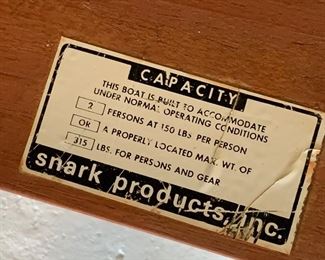 CAPACITY
THIS BOAT IS BUILT TO ACCOMMODATE
UNDER NORMAL OPERATING CONDITIONS
2 PERSONS AT 150 LBS. PER PERSON
OR A PROPERLY LOCATED MAX. WT. OF
315 LBS. FOR PERSONS AND GEAR
snark products, inc.